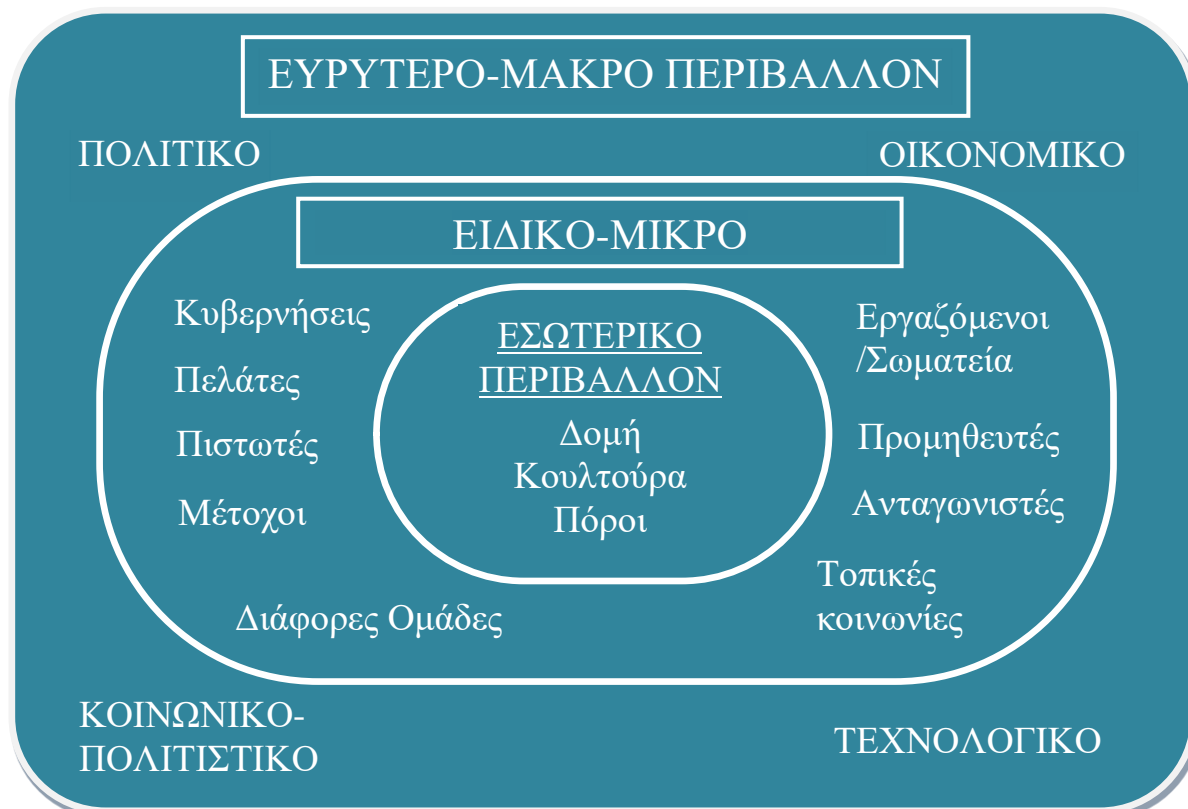 ΕΥΡΥΤΕΡΟ-ΜΑΚΡΟ ΠΕΡΙΒΑΛΛΟΝ
ΠΟΛΙΤΙΚΟ
ΟΙΚΟΝΟΜΙΚΟ
ΕΙΔΙΚΟ-ΜΙΚΡΟ
Κυβερνήσεις
Πελάτες
Πιστωτές
Μέτοχοι
Διάφορες Ομάδες
ΕΣΩΤΕΡΙΚΟ
ΠΕΡΙΒΑΛΛΟΝ
Δομή
Κουλτούρα
Πόροι
Εργαζόμενοι
/Σωματεία
Προμηθευτές
Ανταγωνιστές
Τοπικές
κοινωνίες
ΚΟΙΝΩΝΙΚΟ-
ΠΟΛΙΤΙΣΤΙΚΟ
ΤΕΧΝΟΛΟΓΙΚΟ